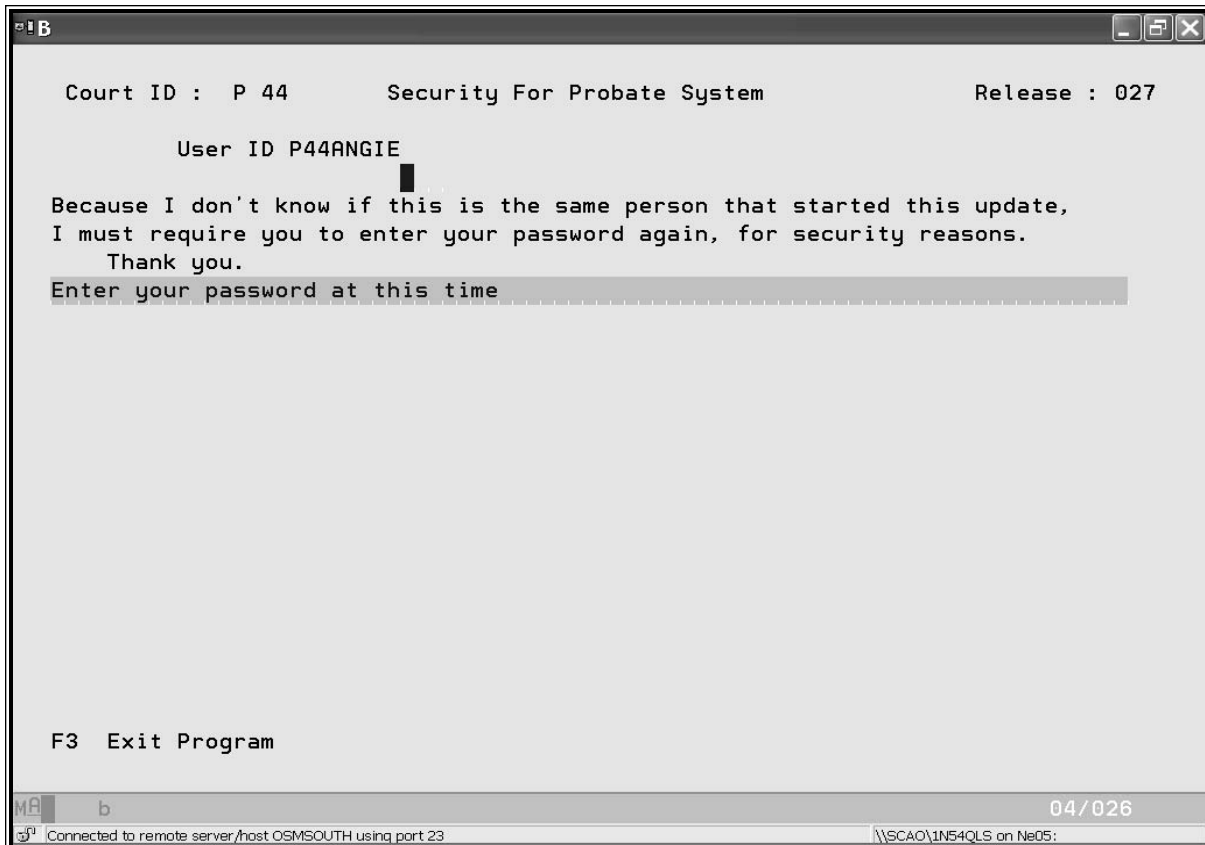 B
Court ID : P 44 Security For Probate System Release : 027
User ID P44ANGIE
Because I don't know if this is the same person that started this update,
I must require you to enter your password again, for security reasons.
Thank you.
Enter your password at this time
F3 Exit Program
MA b 04/026
Connected to remote server/host OSMSOUTH using port 23 \\SCAO\1N54QLS on Ne05: